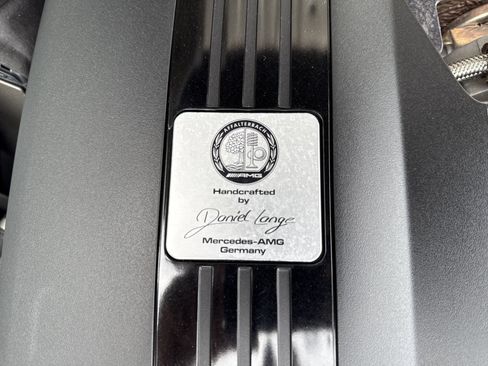 AFFALTERBACH
AMG
Handcrafted
by
Daniel Lange
Mercedes-AMG
Germany